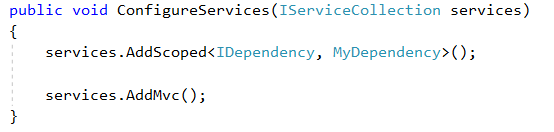 public void ConfigureServices(IServiceCollection services)
{
services.AddScoped<IDependency, MyDependency>();
services.AddMvc();
}